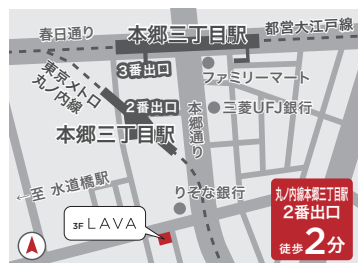 春日通り
本郷三丁目駅
都営大江戸線
東京メトロ
丸ノ内線
3番出口
ファミリーマート
2番出口
本郷通り
三菱UFJ銀行
本郷三丁目駅
←至 水道橋駅
りそな銀行
3F LAVA
丸ノ内線本郷三丁目駅
2番出口
徒歩2分